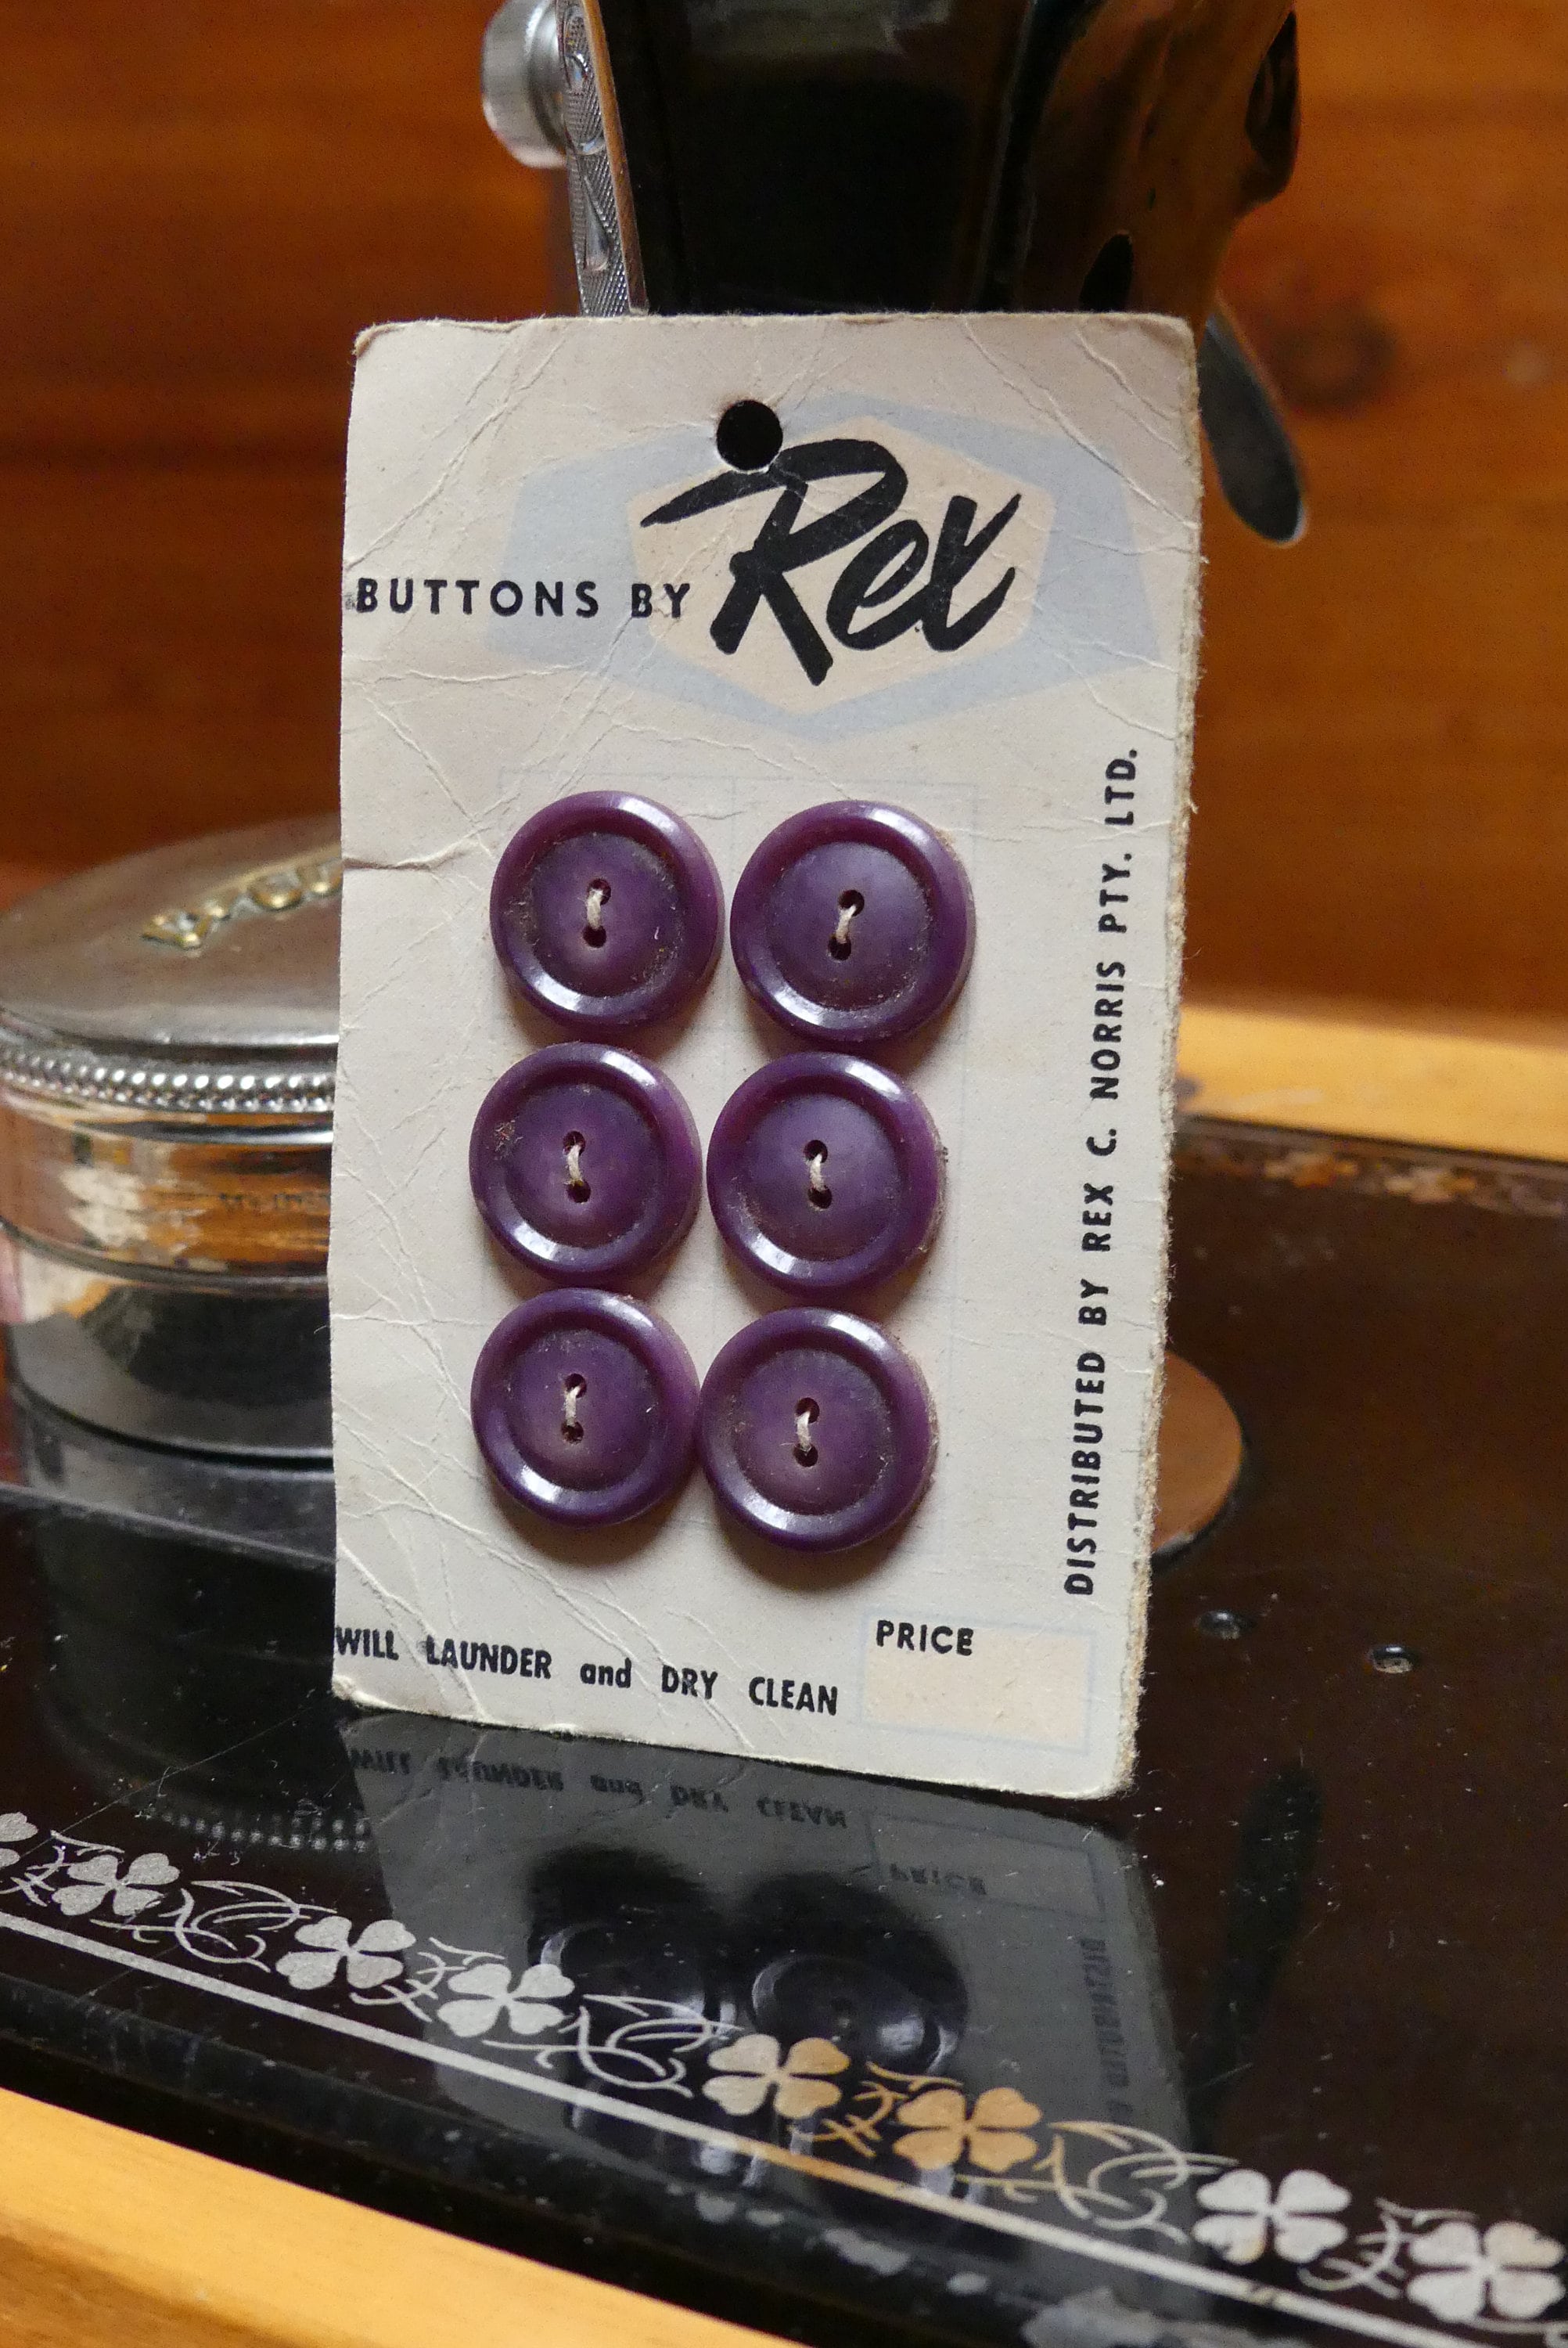 BUTTONS BY Rex
DISTRIBUTED BY REX C. NORRIS PTY. LTD.
WILL LAUNDER and DRY CLEAN
PRICE